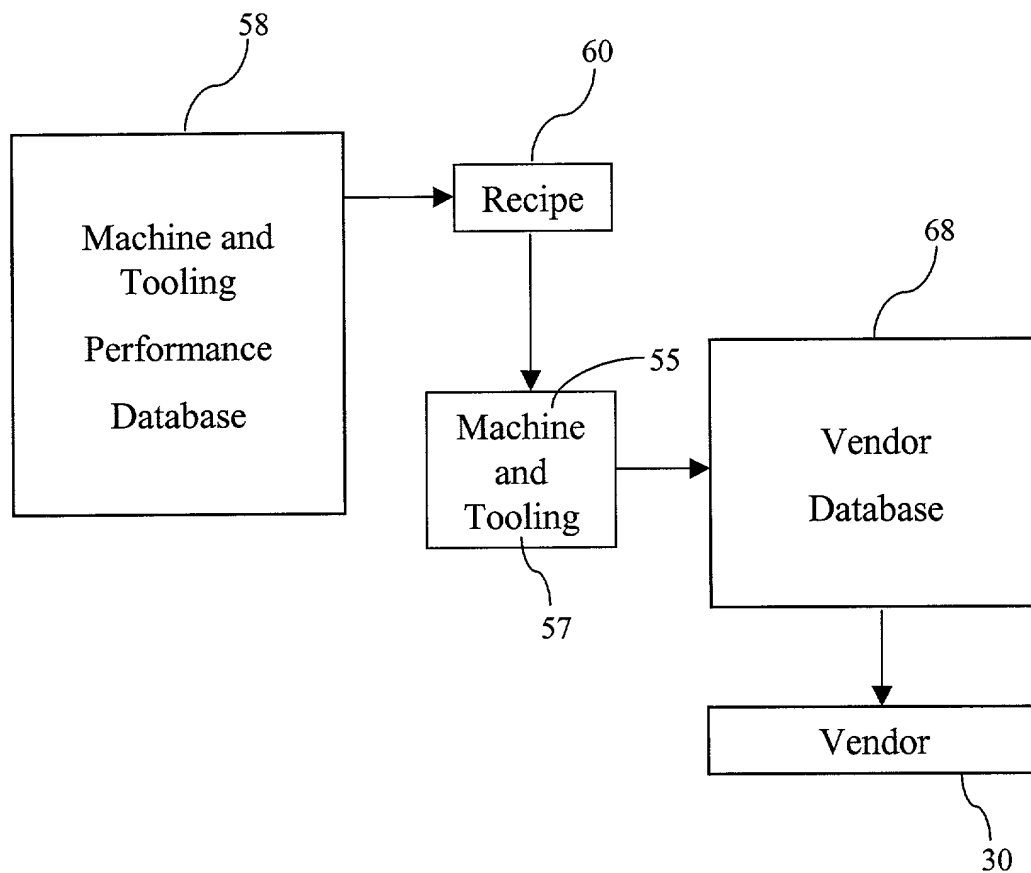 58
60
Machine and
Tooling
Performance
Database
Recipe
68
55
Machine
and
Tooling
57
Vendor
Database
Vendor
30